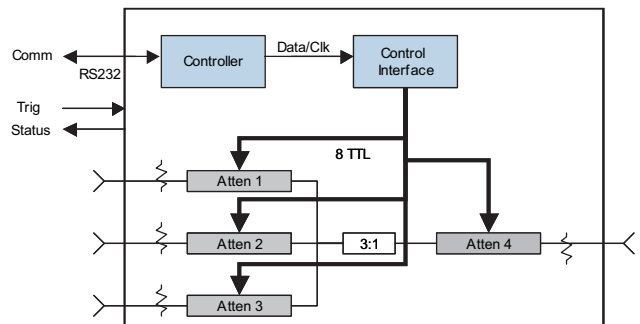 Comm
RS232
Controller
Data/Clk
Control
Interface
Trig
Status
8 TTL
Atten 1
Atten 2
3:1
Atten 4
Atten 3